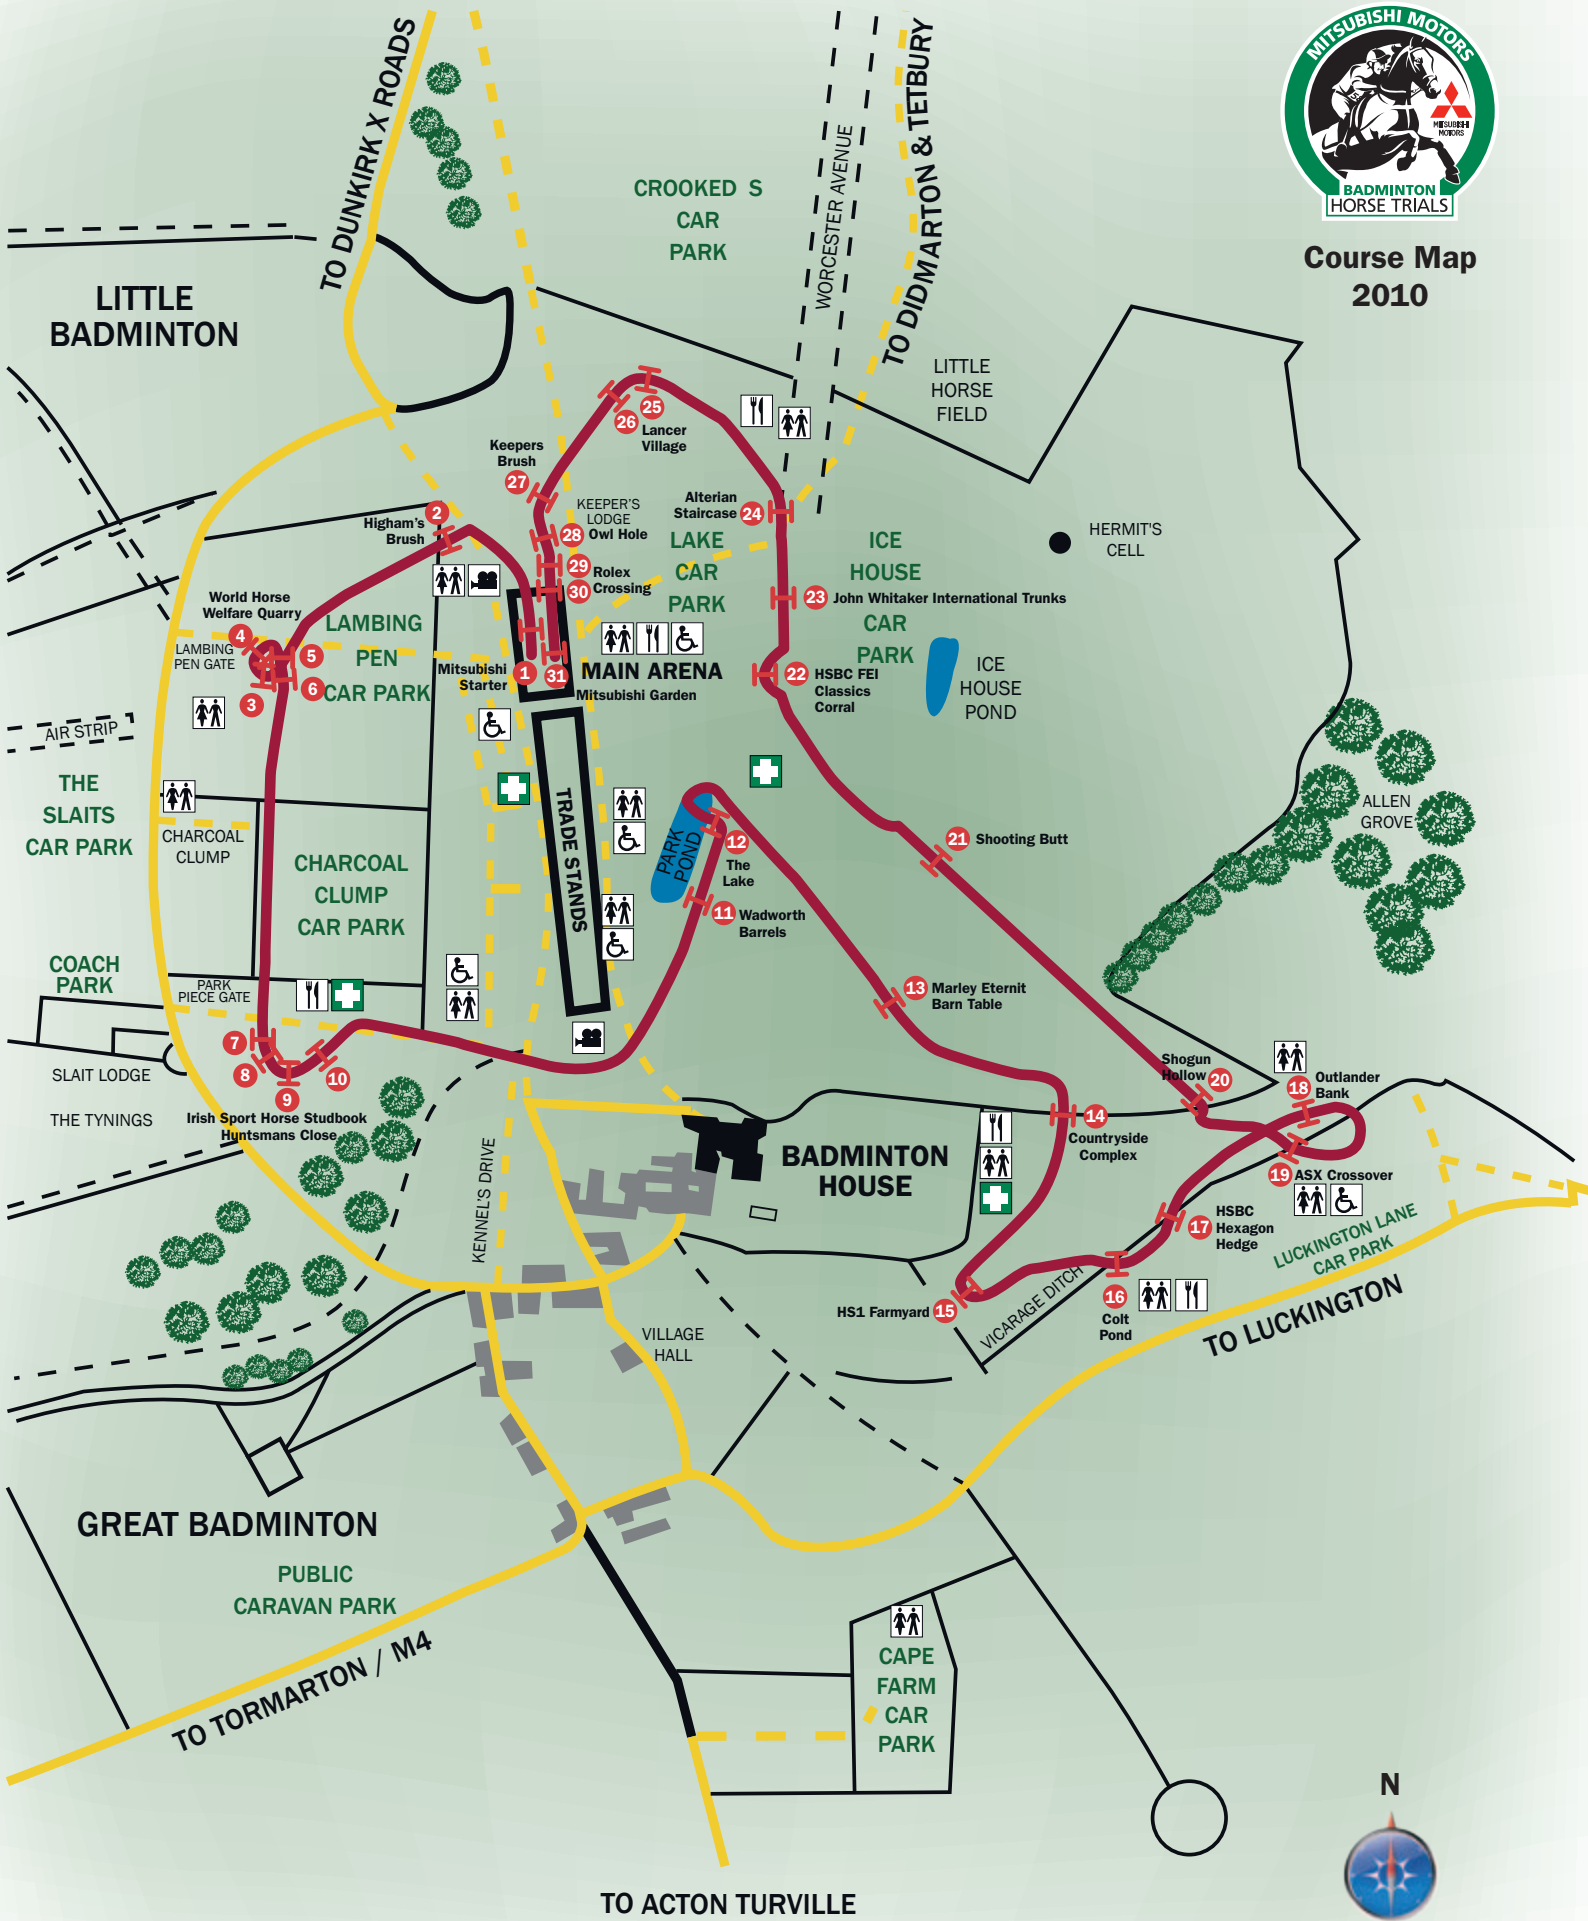 MITSUBISHI MOTORS
MITSUBISHI
MOTORS
BADMINTON
HORSE TRIALS
Course Map
2010
TO DUNKIRK X ROADS
CROOKED S
CAR
PARK
WORCESTER AVENUE
TO DIDMARTON & TETBURY
LITTLE
BADMINTON
LITTLE
HORSE
FIELD
25
26
Lancer
Village
Keepers
Brush
27
2
Higham's
Brush
KEEPER'S
LODGE
28 Owl Hole
Alterian
Staircase 24
LAKE
CAR
PARK
ICE
HOUSE
CAR
PARK
HERMIT'S
CELL
29 Rolex
30 Crossing
23 John Whitaker International Trunks
World Horse
Welfare Quarry
4
LAMBING
PEN GATE
5
6
3
LAMBING
PEN
CAR PARK
Mitsubishi
Starter 1
31
MAIN ARENA
Mitsubishi Garden
22 HSBC FEI
Classics
Corral
ICE
HOUSE
POND
AIR STRIP
THE
SLAITS
CAR PARK
CHARCOAL
CLUMP
CHARCOAL
CLUMP
CAR PARK
TRADE STANDS
PARK
POND
12
The
Lake
11 Wadworth
Barrels
21 Shooting Butt
ALLEN
GROVE
COACH
PARK
PARK
PIECE GATE
13 Marley Eternit
Barn Table
7
8
9
10
Irish Sport Horse Studbook
Huntsmans Close
SLAIT LODGE
THE TYNINGS
Shogun
Hollow 20
18 Outlander
Bank
14
Countryside
Complex
19 ASX Crossover
KENNEL'S DRIVE
BADMINTON
HOUSE
17 HSBC
Hexagon
Hedge
LUCKINGTON LANE
CAR PARK
HS1 Farmyard 15
VICARAGE DITCH
16
Colt
Pond
TO LUCKINGTON
VILLAGE
HALL
GREAT BADMINTON
PUBLIC
CARAVAN PARK
TO TORMARTON / M4
CAPE
FARM
CAR
PARK
N
TO ACTON TURVILLE